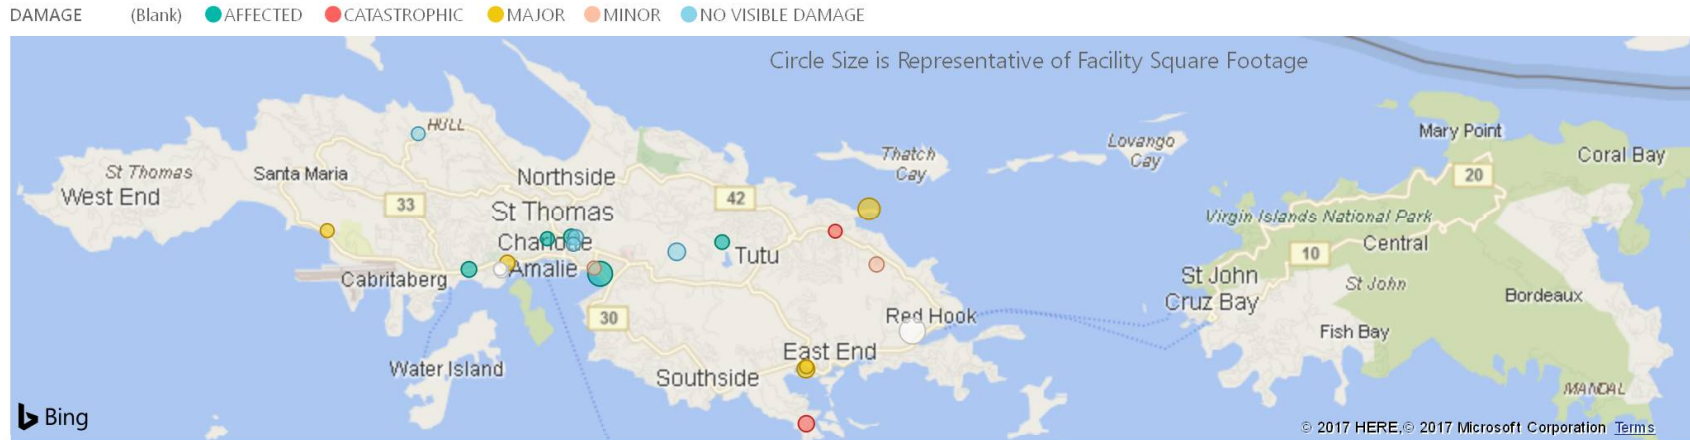 DAMAGE (Blank) AFFECTED CATASTROPHIC MAJOR MINOR NO VISIBLE DAMAGE
Circle Size is Representative of Facility Square Footage
HULL
Mary Point
Lovango
Cay
Thatch
Cay
Coral Bay
St Thomas
West End
Santa Maria
Northside
20
33
42
St Thomas
Charlotte
Amalie
Virgin Islands National Park
Central
10
Tutu
Cabritaberg
St John
Cruz Bay
St John
Bordeaux
30
Red Hook
Fish Bay
East End
Water Island
Southside
MANDAL
Bing
© 2017 HERE,© 2017 Microsoft Corporation Terms